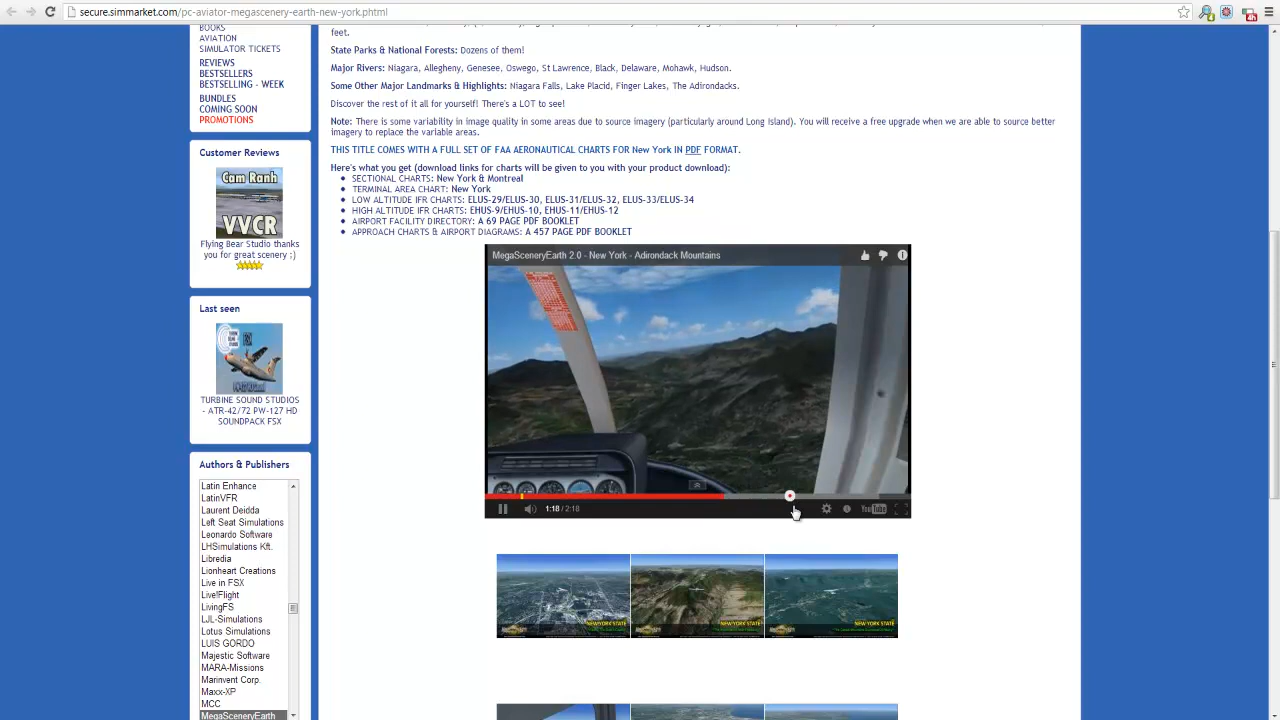 secure.simmarket.com/pc-aviator-megascenery-earth-new-york.phtml
BOOKS
AVIATION
SIMULATOR TICKETS
REVIEWS
BESTSELLERS
BESTSELLING - WEEK
BUNDLES
COMING SOON
PROMOTIONS
Customer Reviews
Cam Ranh
VVCR
Flying Bear Studio thanks
you for great scenery ;)
Last seen
TURBINE SOUND STUDIOS
- ATR-42/72 PW-127 HD
SOUNDPACK FSX
Authors & Publishers
Latin Enhance
LatinVFR
Laurent Deidda
Left Seat Simulations
Leonardo Software
LHSimulations Kft.
Libredia
Lionheart Creations
Live in FSX
Live!Flight
LivingFS
LJL-Simulations
Lotus Simulations
LUIS GORDO
Majestic Software
MARA-Missions
Marinvent Corp.
Maxx-XP
MCC
MegaSceneryEarth
feet.
State Parks & National Forests: Dozens of them!
Major Rivers: Niagara, Allegheny, Genesee, Oswego, St Lawrence, Black, Delaware, Mohawk, Hudson.
Some Other Major Landmarks & Highlights: Niagara Falls, Lake Placid, Finger Lakes, The Adirondacks.
Discover the rest of it all for yourself! There's a LOT to see!
Note: There is some variability in image quality in some areas due to source imagery (particularly around Long Island). You will receive a free upgrade when we are able to source better
imagery to replace the variable areas.
THIS TITLE COMES WITH A FULL SET OF FAA AERONAUTICAL CHARTS FOR New York IN PDF FORMAT.
Here's what you get (download links for charts will be given to you with your product download):
SECTIONAL CHARTS: New York & Montreal
TERMINAL AREA CHART: New York
LOW ALTITUDE IFR CHARTS: ELUS-29/ELUS-30, ELUS-31/ELUS-32, ELUS-33/ELUS-34
HIGH ALTITUDE IFR CHARTS: EHUS-9/EHUS-10, EHUS-11/EHUS-12
AIRPORT FACILITY DIRECTORY: A 69 PAGE PDF BOOKLET
APPROACH CHARTS & AIRPORT DIAGRAMS: A 457 PAGE PDF BOOKLET
MegaSceneryEarth 2.0 - New York - Adirondack Mountains
1:18 / 2:18
YouTube
NEW YORK STATE
NEW YORK STATE
NEW YORK STATE